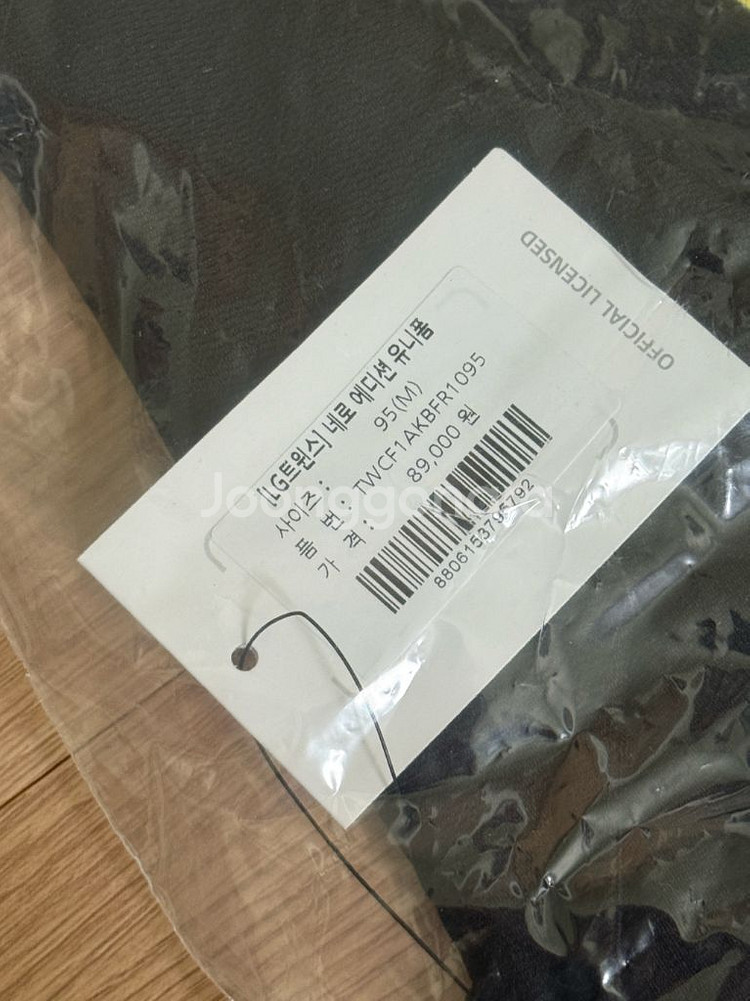 OFFICIAL LICENSED
[LG트윈스] 네로 에디션 유니폼
사이즈 : 95(M)
품 번 : TWCF1AKBFR1095
가 격 : 89,000 원
8806153795792
Joonggonara